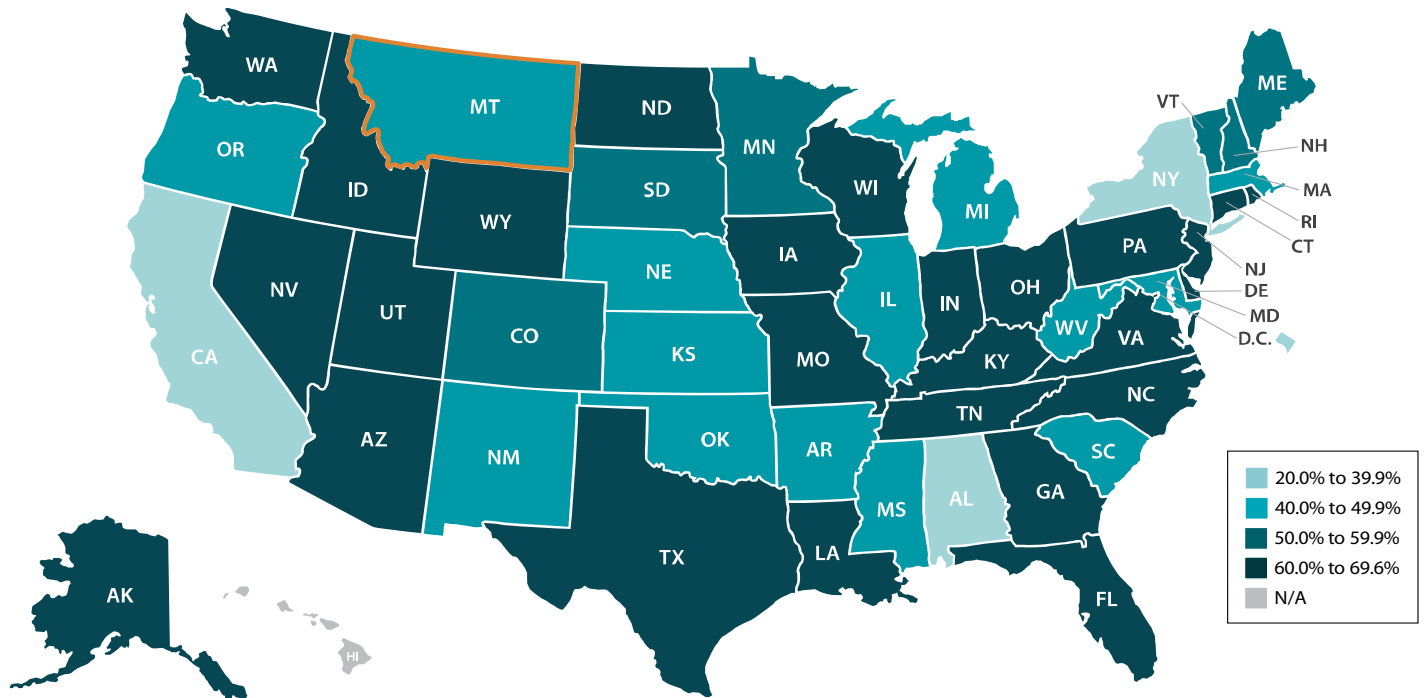 WA
MT
ND
OR
ID
WY
SD
MN
WI
MI
NY
VT
ME
NH
MA
RI
CT
NJ
DE
MD
D.C.
PA
NV
UT
CO
NE
KS
IA
IL
IN
OH
MO
KY
WV
VA
CA
AZ
NM
OK
AR
TN
NC
SC
MS
AL
GA
TX
LA
FL
AK
HI
20.0% to 39.9%
40.0% to 49.9%
50.0% to 59.9%
60.0% to 69.6%
N/A